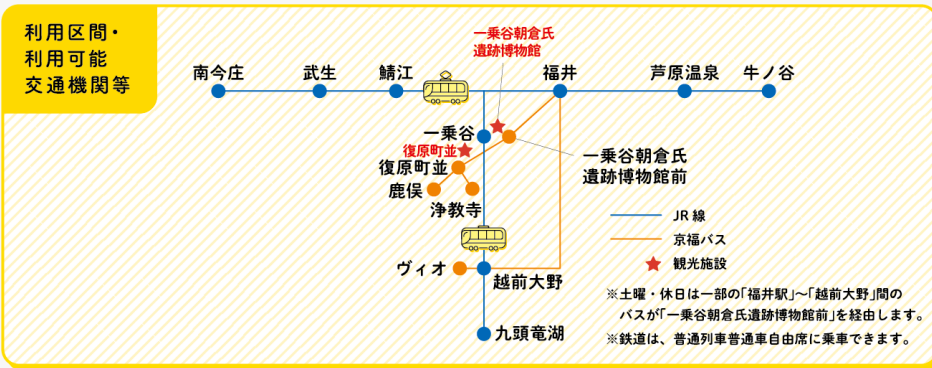 利用区間・
利用可能
交通機関等
一乗谷朝倉氏
遺跡博物館
南今庄
武生
鯖江
福井
芦原温泉
牛ノ谷
一乗谷
復原町並
復原町並
一乗谷朝倉氏
遺跡博物館前
鹿俣
浄教寺
JR線
京福バス
観光施設
ヴィオ
越前大野
九頭竜湖
※土曜・休日は一部の「福井駅」～「越前大野」間の
バスが「一乗谷朝倉氏遺跡博物館前」を経由します。
※鉄道は、普通列車普通車自由席に乗車できます。